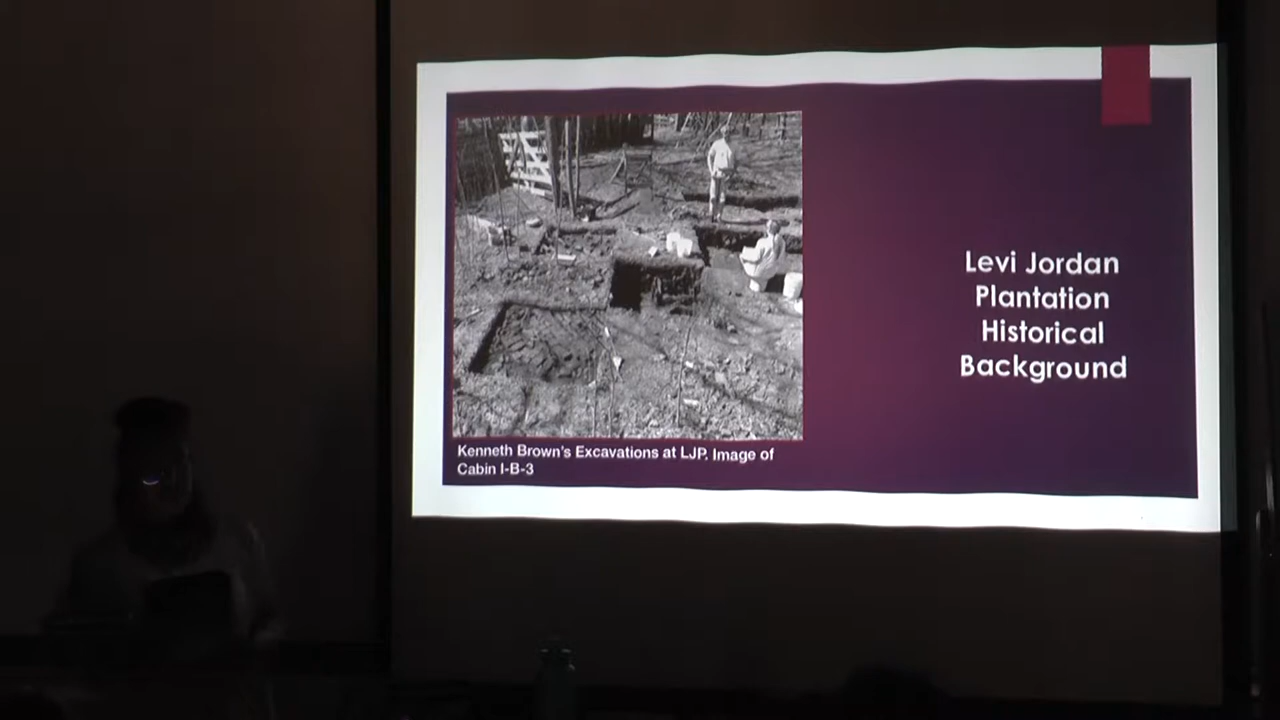 Levi Jordan
Plantation
Historical
Background
Kenneth Brown's Excavations at LJP. Image of
Cabin I-B-3